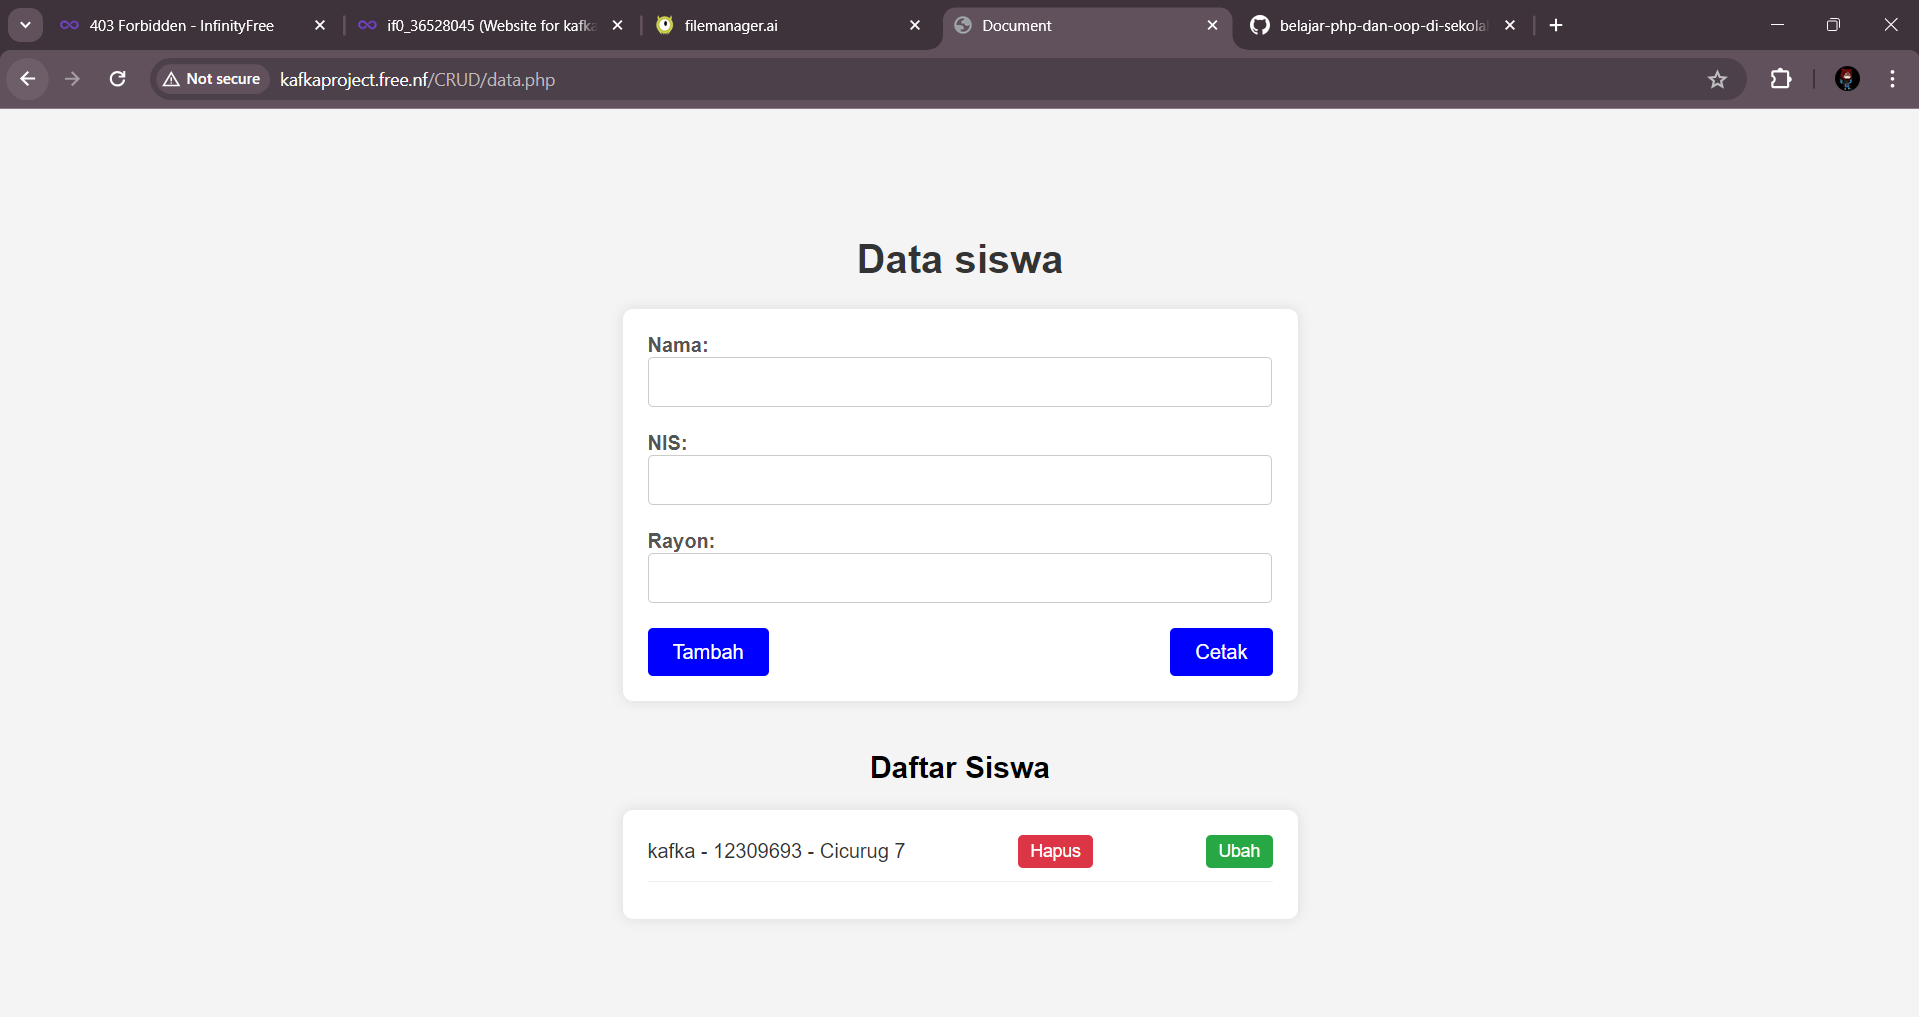 403 Forbidden - InfinityFree
if0_36528045 (Website for kafka
filemanager.ai
Document
belajar-php-dan-oop-di-sekola
Not secure
kafkaproject.free.nf/CRUD/data.php
Data siswa
Nama:
NIS:
Rayon:
Tambah Cetak
Daftar Siswa
kafka - 12309693 - Cicurug 7 Hapus Ubah